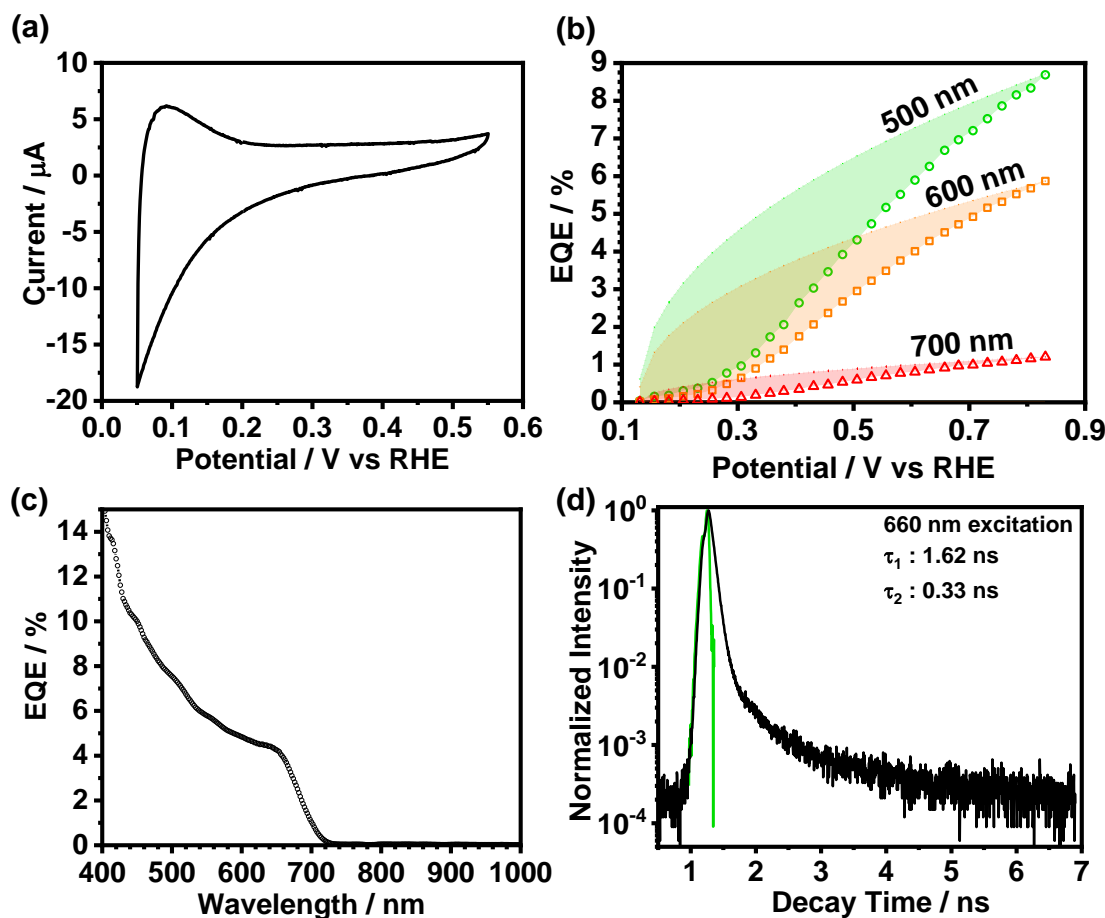 (a)
10
5
0
-5
-10
-15
-20
Current / μA
0.0 0.1 0.2 0.3 0.4 0.5 0.6
Potential / V vs RHE
(b)
9
8
7
6
5
4
3
2
1
0
EQE / %
500 nm
600 nm
700 nm
0.1 0.3 0.5 0.7 0.9
Potential / V vs RHE
(c)
14
12
10
8
6
4
2
0
EQE / %
400 500 600 700 800 900 1000
Wavelength / nm
(d)
10⁰
10⁻¹
10⁻²
10⁻³
10⁻⁴
Normalized Intensity
660 nm excitation
τ₁ : 1.62 ns
τ₂ : 0.33 ns
1 2 3 4 5 6 7
Decay Time / ns